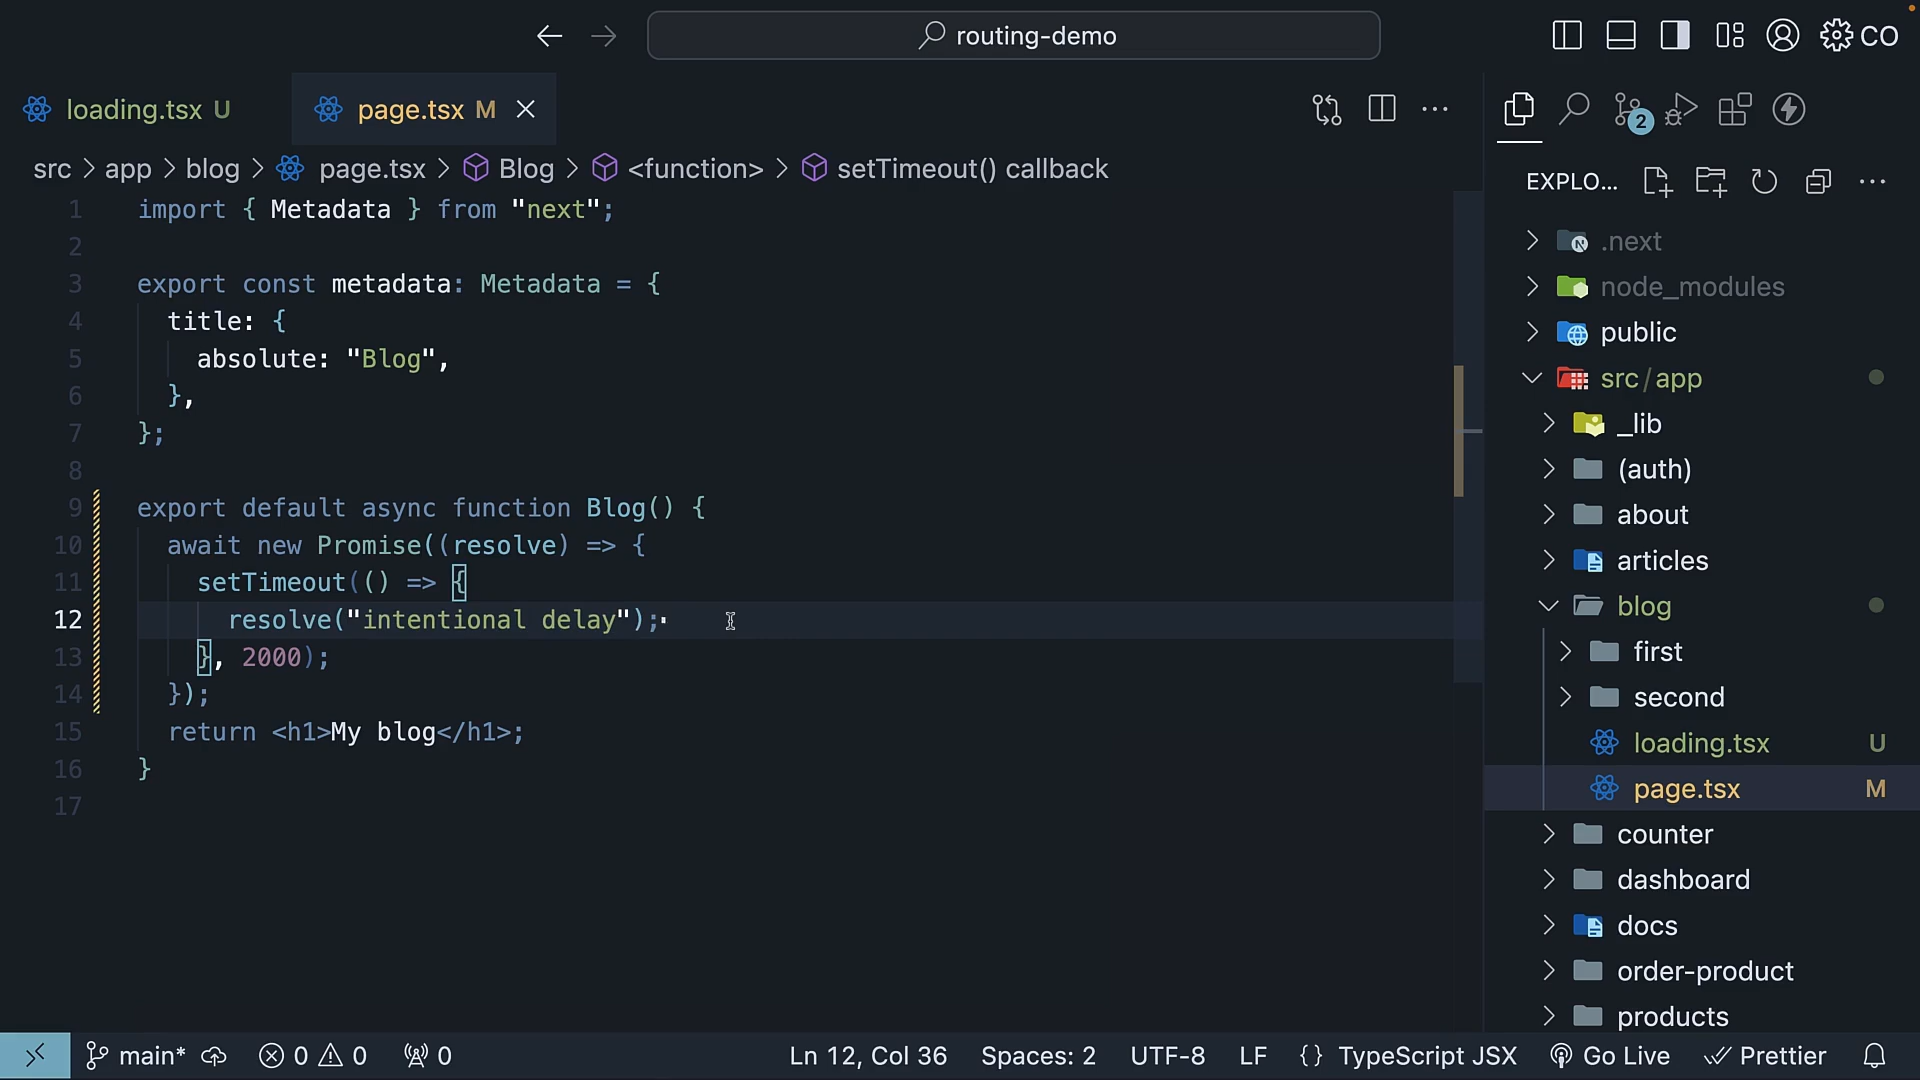 routing-demo
CO
loading.tsx U
page.tsx M
2
src > app > blog > page.tsx > Blog > <function> > setTimeout() callback
EXPLO...
1 import { Metadata } from "next";
2
3 export const metadata: Metadata = {
4 title: {
5 absolute: "Blog",
6 },
7 };
8
9 export default async function Blog() {
10 await new Promise((resolve) => {
11 setTimeout(() => {
12 resolve("intentional delay");
13 }, 2000);
14 });
15 return <h1>My blog</h1>;
16 }
17
.next
node_modules
public
src/app
_lib
(auth)
about
articles
blog
first
second
loading.tsx U
page.tsx M
counter
dashboard
docs
order-product
products
main* 0 0 0 Ln 12, Col 36 Spaces: 2 UTF-8 LF {} TypeScript JSX Go Live Prettier